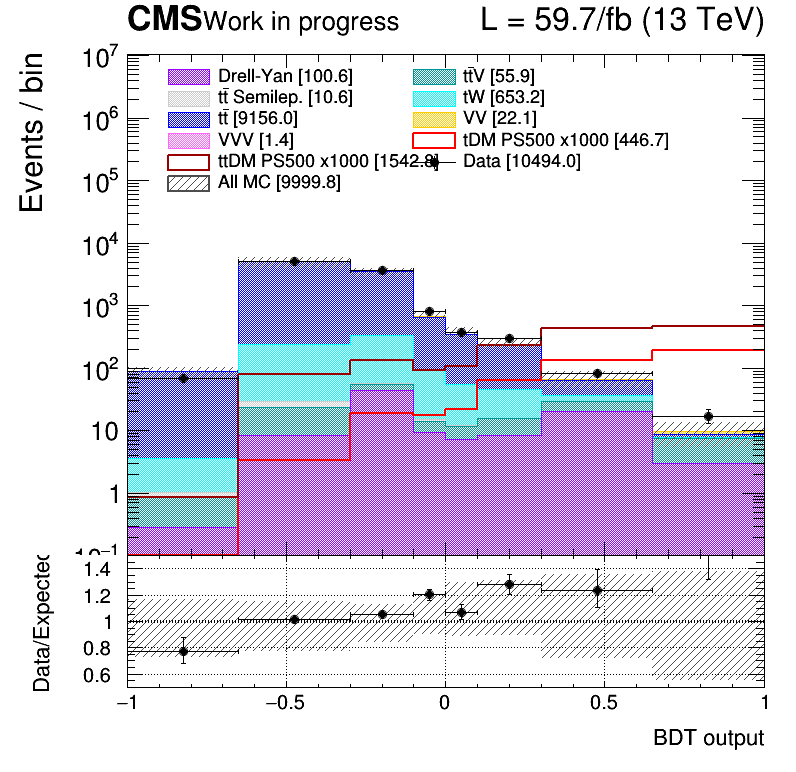 CMS Work in progress L = 59.7/fb (13 TeV)
Events / bin
10⁷
10⁶
10⁵
10⁴
10³
10²
10
1
10⁻¹
Drell-Yan [100.6] tt̄V [55.9]
tt̄ Semilep. [10.6] tW [653.2]
tt̄ [9156.0] VV [22.1]
VVV [1.4] tDM PS500 x1000 [446.7]
ttDM PS500 x1000 [1542.8] Data [10494.0]
All MC [9999.8]
Data/Expected
1.4
1.2
1
0.8
0.6
−1 −0.5 0 0.5 1
BDT output